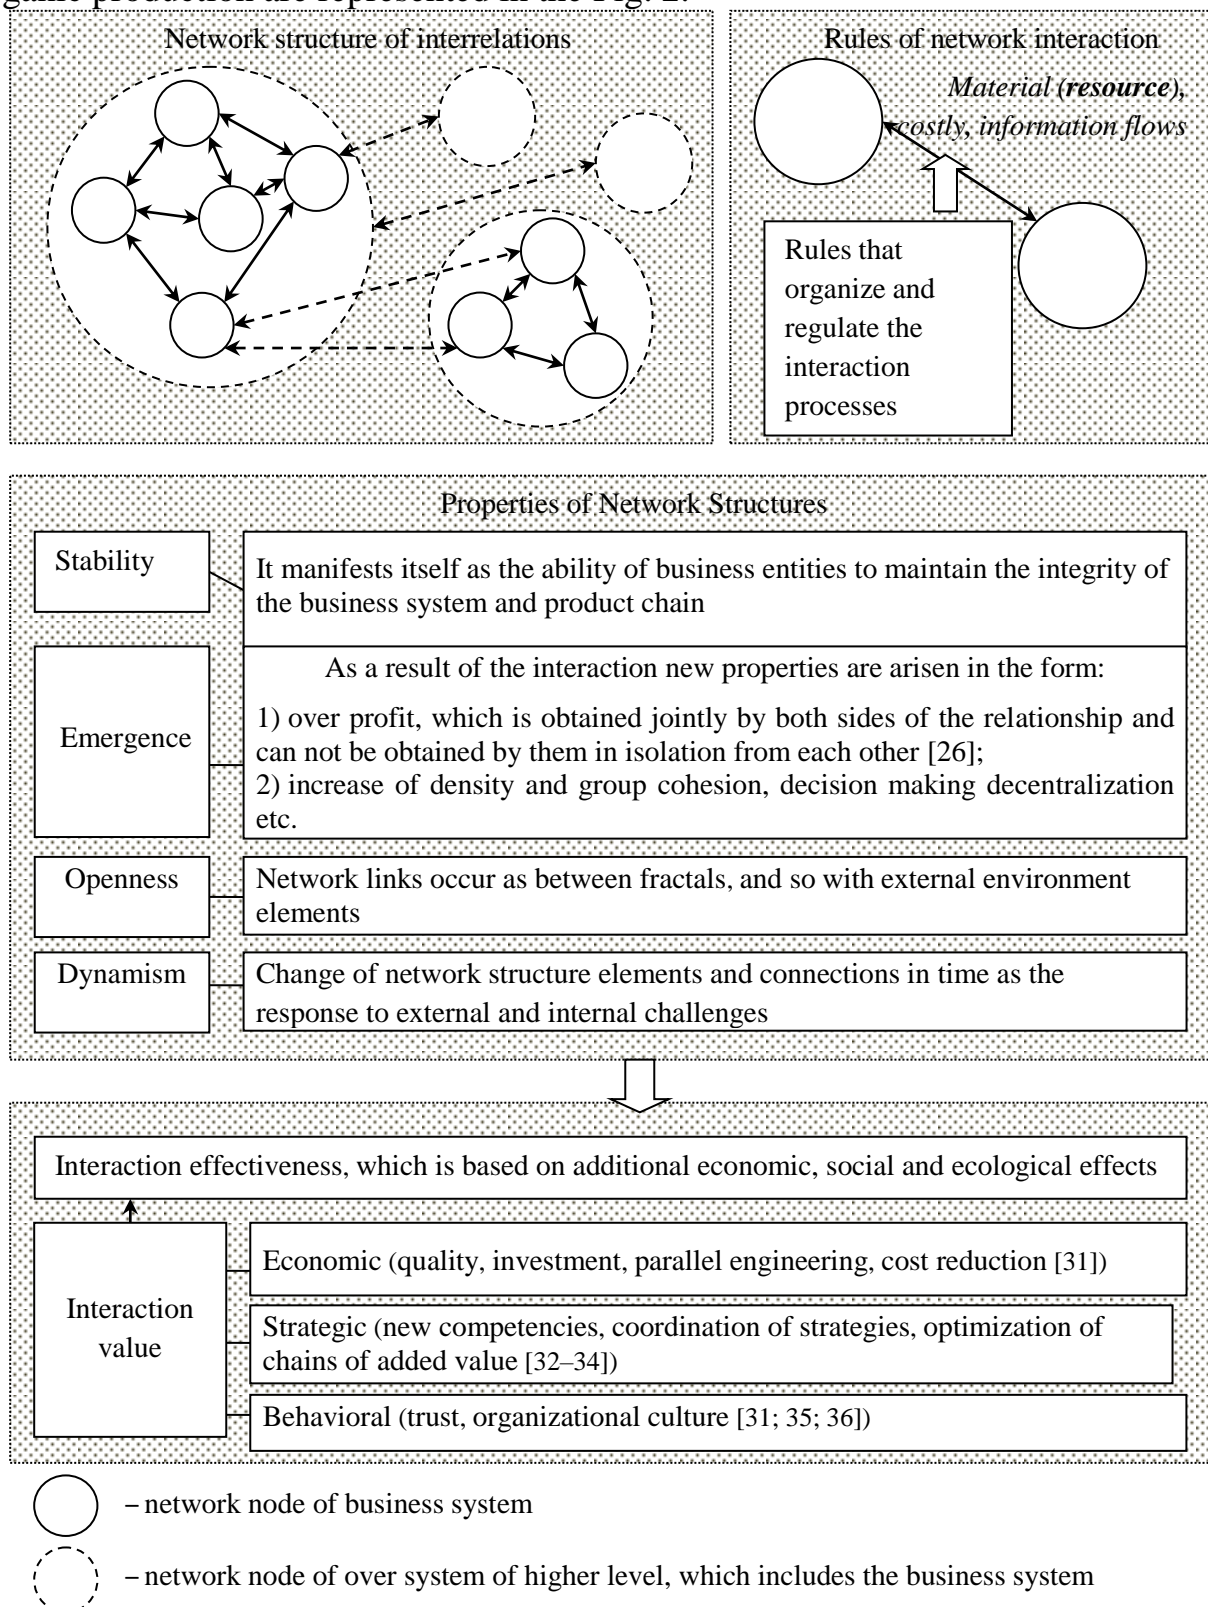 game production are represented in the Fig. 2.
Network structure of interrelations
Rules of network interaction
Material (resource),
costly, information flows
Rules that
organize and
regulate the
interaction
processes
Properties of Network Structures
Stability
It manifests itself as the ability of business entities to maintain the integrity of
the business system and product chain
Emergence
As a result of the interaction new properties are arisen in the form:
1) over profit, which is obtained jointly by both sides of the relationship and
can not be obtained by them in isolation from each other [26];
2) increase of density and group cohesion, decision making decentralization
etc.
Openness
Network links occur as between fractals, and so with external environment
elements
Dynamism
Change of network structure elements and connections in time as the
response to external and internal challenges
Interaction effectiveness, which is based on additional economic, social and ecological effects
Interaction
value
Economic (quality, investment, parallel engineering, cost reduction [31])
Strategic (new competencies, coordination of strategies, optimization of
chains of added value [32–34])
Behavioral (trust, organizational culture [31; 35; 36])
– network node of business system
– network node of over system of higher level, which includes the business system